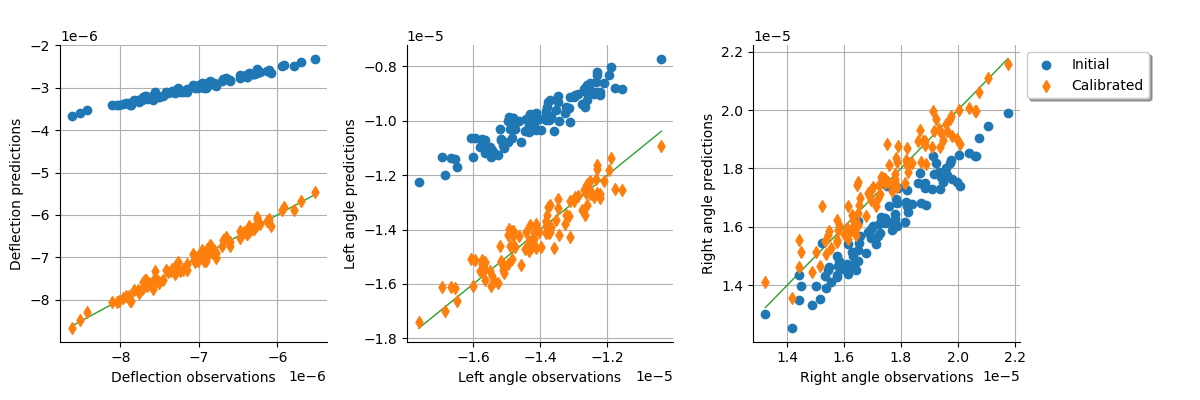 1e−6
−2
−3
−4
−5
−6
−7
−8
Deflection predictions
−8
−7
−6
Deflection observations
1e−6
1e−5
−0.8
−1.0
−1.2
−1.4
−1.6
−1.8
Left angle predictions
−1.6
−1.4
−1.2
Left angle observations
1e−5
1e−5
2.2
2.0
1.8
1.6
1.4
Right angle predictions
1.4
1.6
1.8
2.0
2.2
Right angle observations
1e−5
Initial
Calibrated